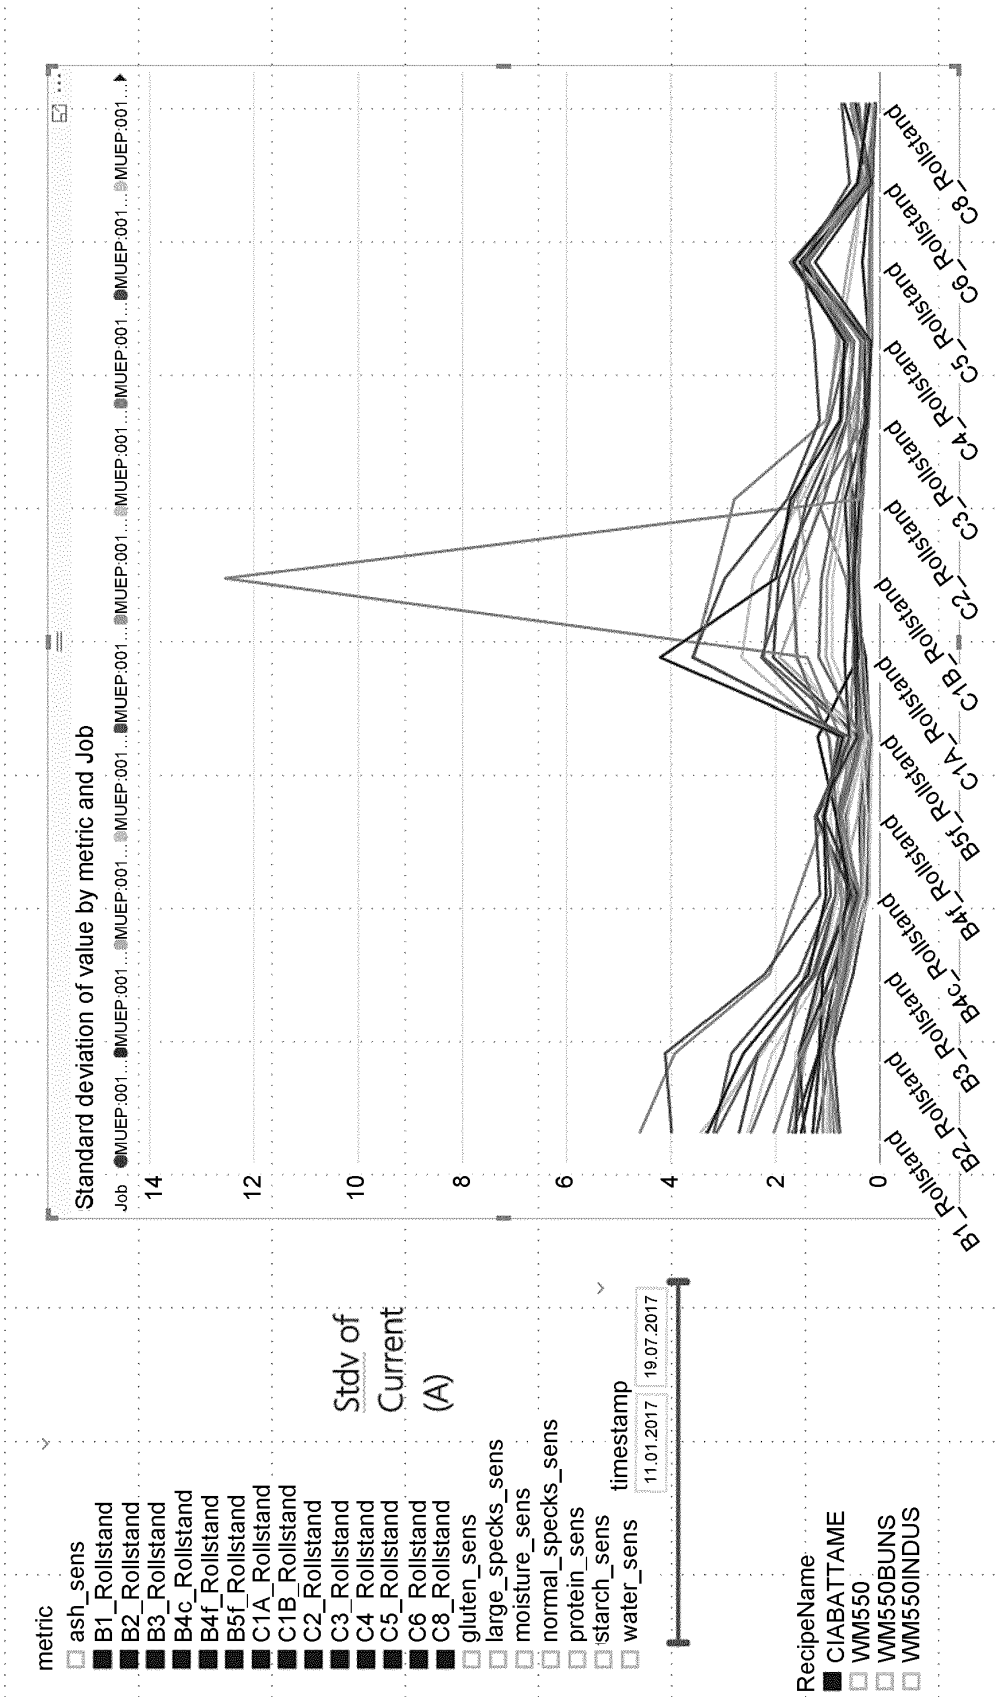 metric
ash_sens
B1_Rollstand
B2_Rollstand
B3_Rollstand
B4c_Rollstand
B4f_Rollstand
B5f_Rollstand
C1A_Rollstand
C1B_Rollstand
C2_Rollstand
C3_Rollstand
C4_Rollstand
C5_Rollstand
C6_Rollstand
C8_Rollstand
gluten_sens
large_specks_sens
moisture_sens
normal_specks_sens
protein_sens
starch_sens
water_sens
RecipeName
CIABATTAME
WM550
WM550BUNS
WM550INDUS
Stdv of
Current
(A)
timestamp
11.01.2017 19.07.2017
Standard deviation of value by metric and Job
Job MUEP:001... MUEP:001... MUEP:001... MUEP:001... MUEP:001... MUEP:001... MUEP:001... MUEP:001... MUEP:001... MUEP:001...
14
12
10
8
6
4
2
0
B1_Rollstand
B2_Rollstand
B3_Rollstand
B4c_Rollstand
B4f_Rollstand
B5f_Rollstand
C1A_Rollstand
C1B_Rollstand
C2_Rollstand
C3_Rollstand
C4_Rollstand
C5_Rollstand
C6_Rollstand
C8_Rollstand